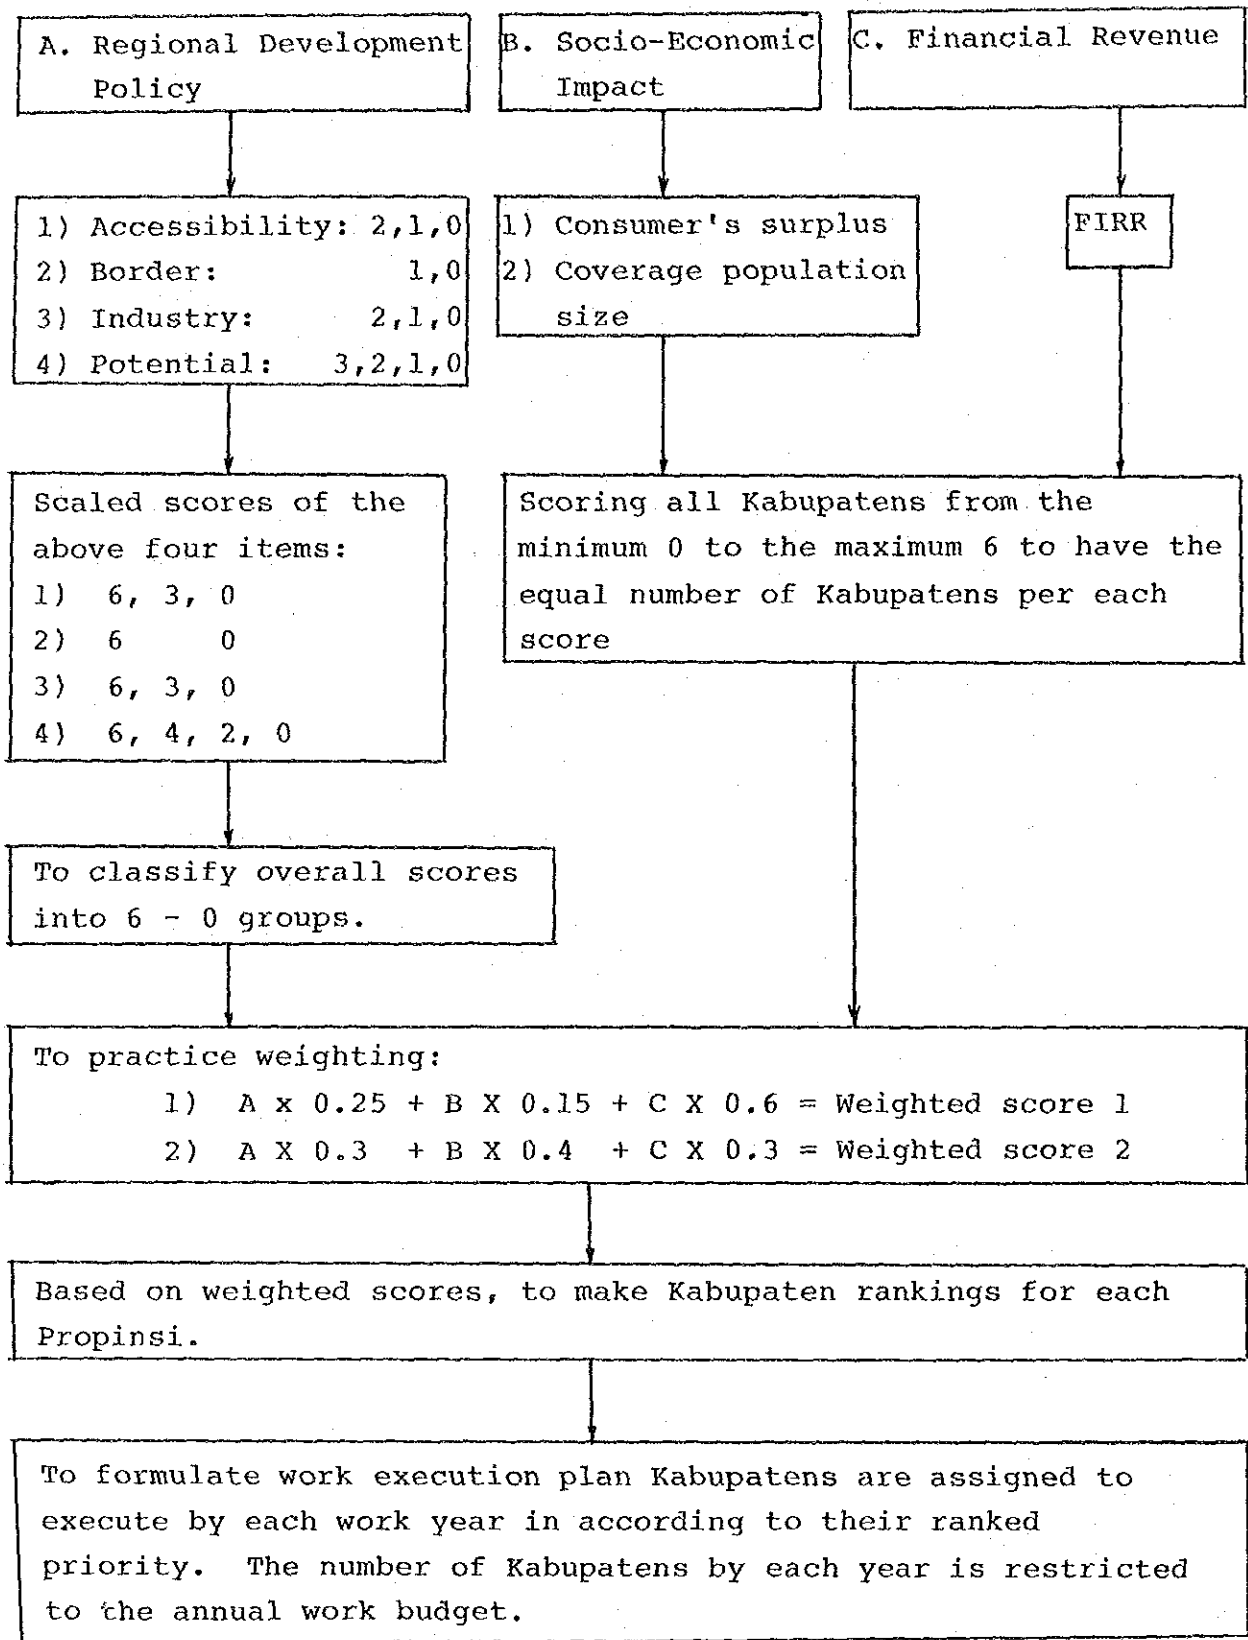 A. Regional Development
Policy
B. Socio-Economic
Impact
C. Financial Revenue
1) Accessibility: 2,1,0
2) Border: 1,0
3) Industry: 2,1,0
4) Potential: 3,2,1,0
1) Consumer's surplus
2) Coverage population
size
FIRR
Scaled scores of the
above four items:
1) 6, 3, 0
2) 6 0
3) 6, 3, 0
4) 6, 4, 2, 0
Scoring all Kabupatens from the
minimum 0 to the maximum 6 to have the
equal number of Kabupatens per each
score
To classify overall scores
into 6 - 0 groups.
To practice weighting:
1) A x 0.25 + B X 0.15 + C X 0.6 = Weighted score 1
2) A X 0.3 + B X 0.4 + C X 0.3 = Weighted score 2
Based on weighted scores, to make Kabupaten rankings for each
Propinsi.
To formulate work execution plan Kabupatens are assigned to
execute by each work year in according to their ranked
priority. The number of Kabupatens by each year is restricted
to the annual work budget.